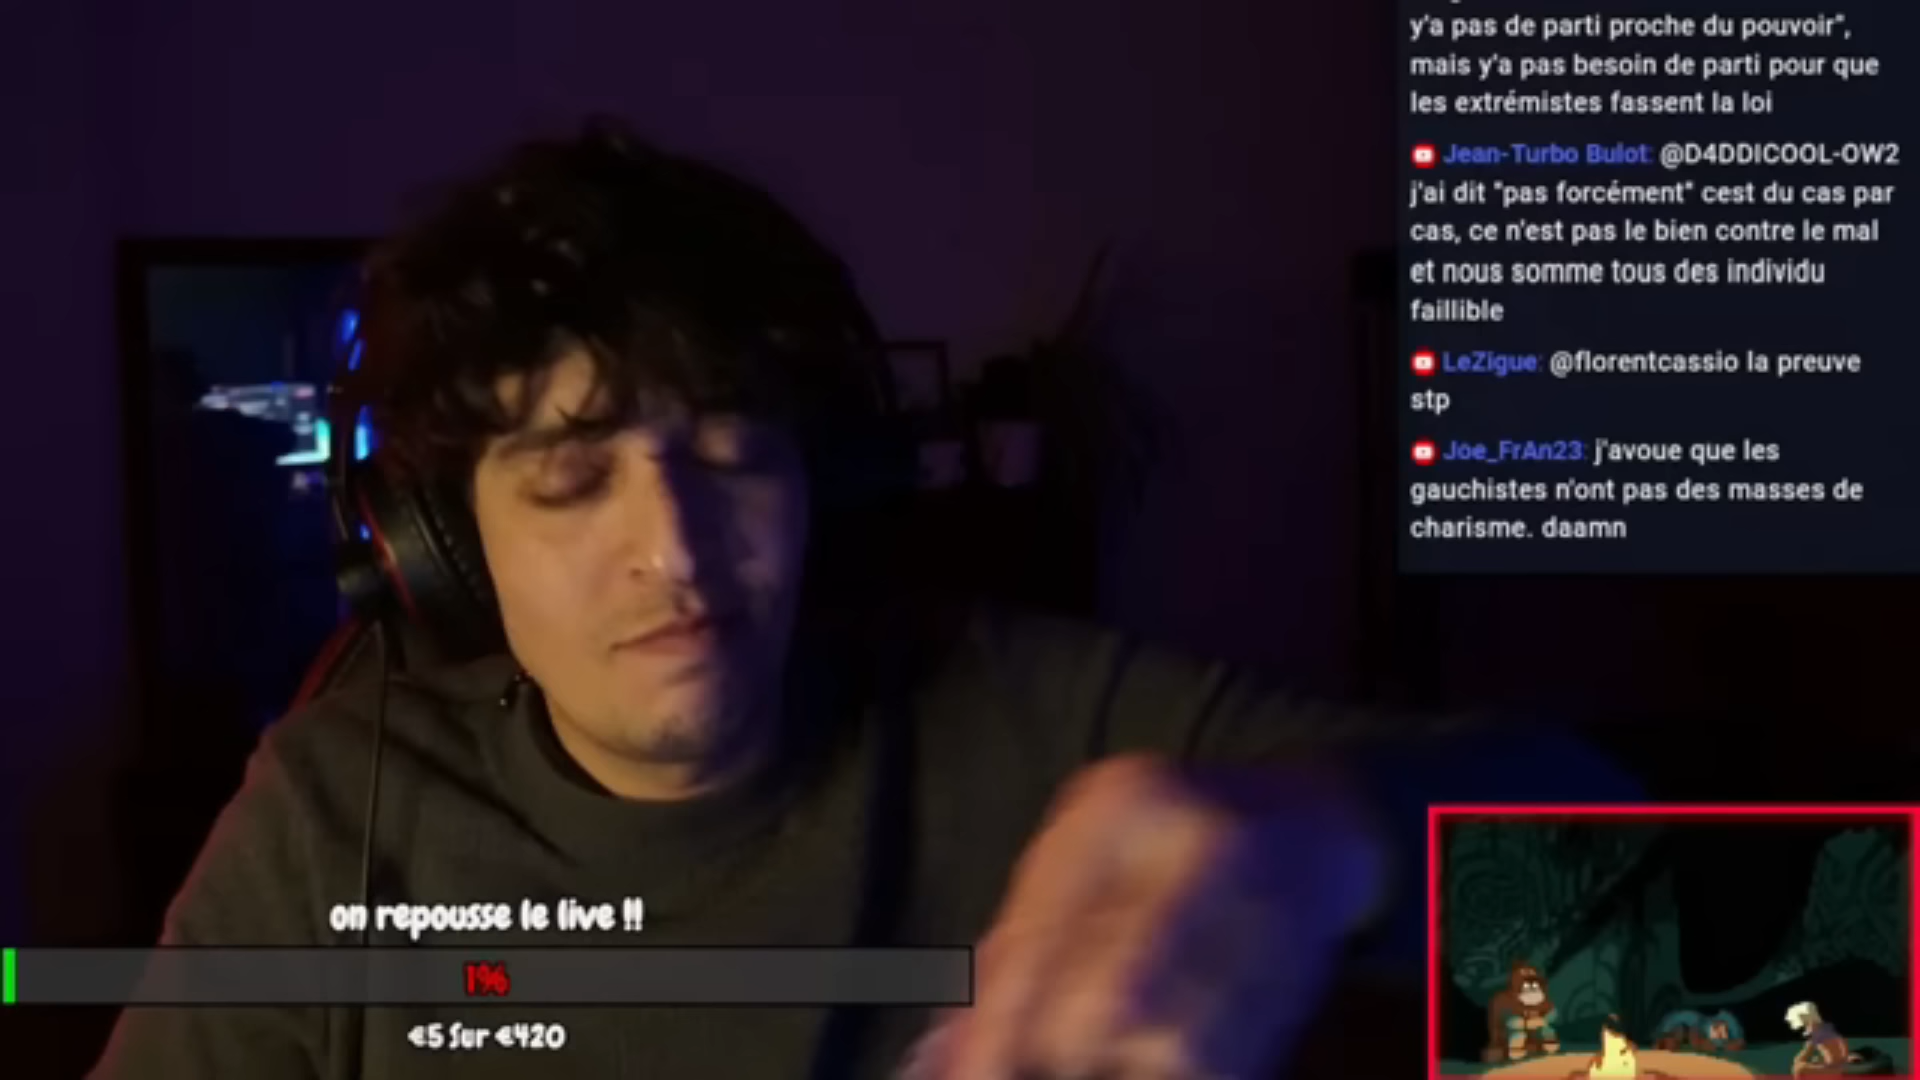 y'a pas de parti proche du pouvoir",
mais y'a pas besoin de parti pour que
les extrémistes fassent la loi
Jean-Turbo Bulot: @D4DDICOOL-OW2
j'ai dit "pas forcément" cest du cas par
cas, ce n'est pas le bien contre le mal
et nous somme tous des individu
faillible
LeZigue: @florentcassio la preuve
stp
Joe_FrAn23: j'avoue que les
gauchistes n'ont pas des masses de
charisme. daamn
on repousse le live !!
1%
€5 Sur €420